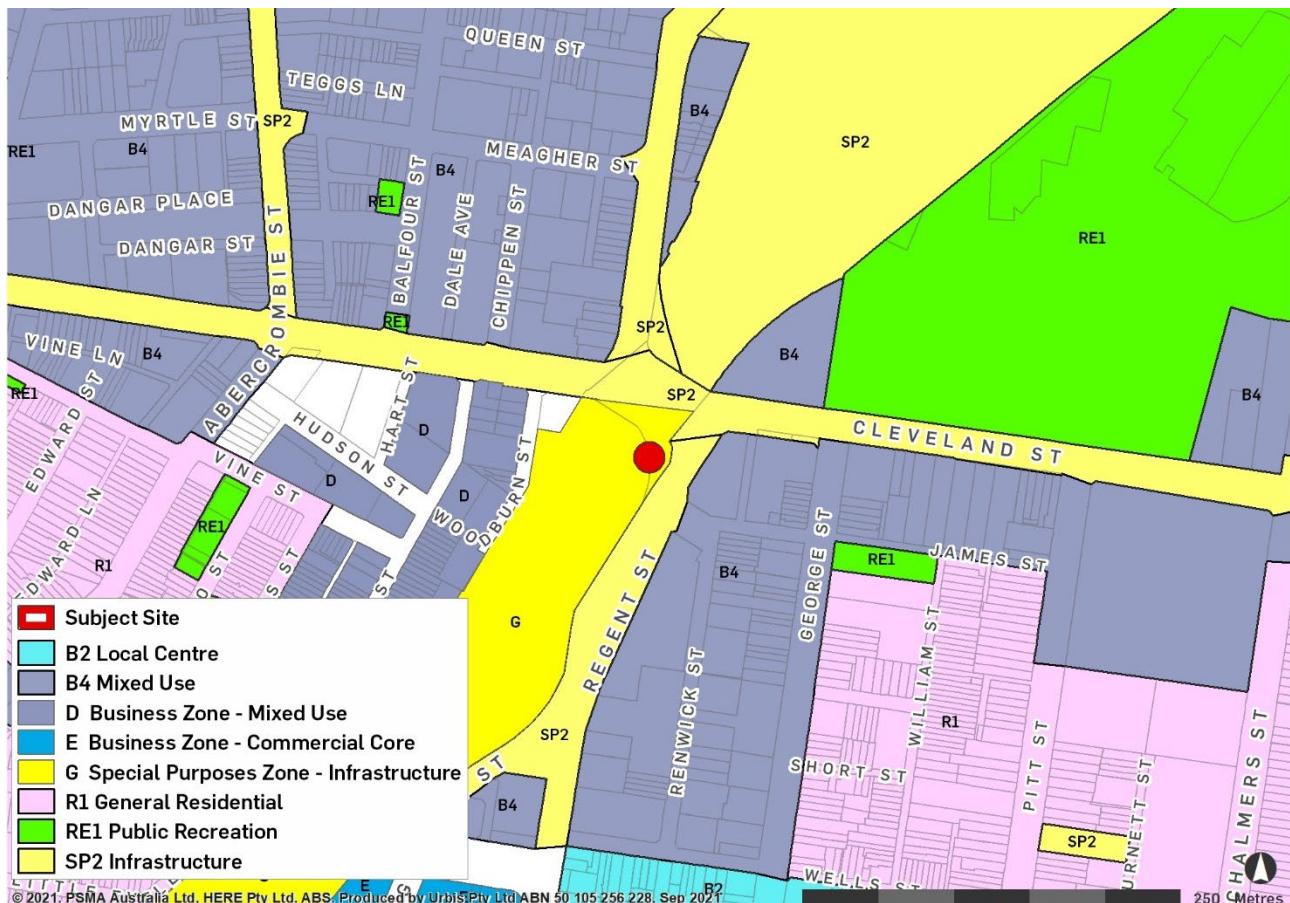 QUEEN ST
TEGGS LN
B4
MYRTLE ST
SP2
SP2
RE1
B4
MEAGHER ST
B4
DANGAR PLACE
RE1
BALFOUR ST
DALE AVE
CHIPPEN ST
RE1
DANGAR ST
ABERCROMBIE ST
RE1
SP2
VINE LN
B4
B4
SP2
B4
RE1
EDWARD ST
HART ST
CLEVELAND ST
HUDSON ST
D
VINE ST
D
D
WOODBURN ST
EDWARD LN
RE1
R1
GEORGE ST
JAMES ST
RE1
B4
G
REGENT ST
WILLIAM ST
RENWICK ST
R1
SP2
SHORT ST
PITT ST
CHALMERS ST
ST
B4
SP2
B2
WELLS ST
E
Subject Site
B2 Local Centre
B4 Mixed Use
D Business Zone - Mixed Use
E Business Zone - Commercial Core
G Special Purposes Zone - Infrastructure
R1 General Residential
RE1 Public Recreation
SP2 Infrastructure
© 2021. PSMA Australia Ltd, HERE Pty Ltd, ABS. Produced by Urbis Pty Ltd ABN 50 105 256 228, Sep 2021
250 Metres